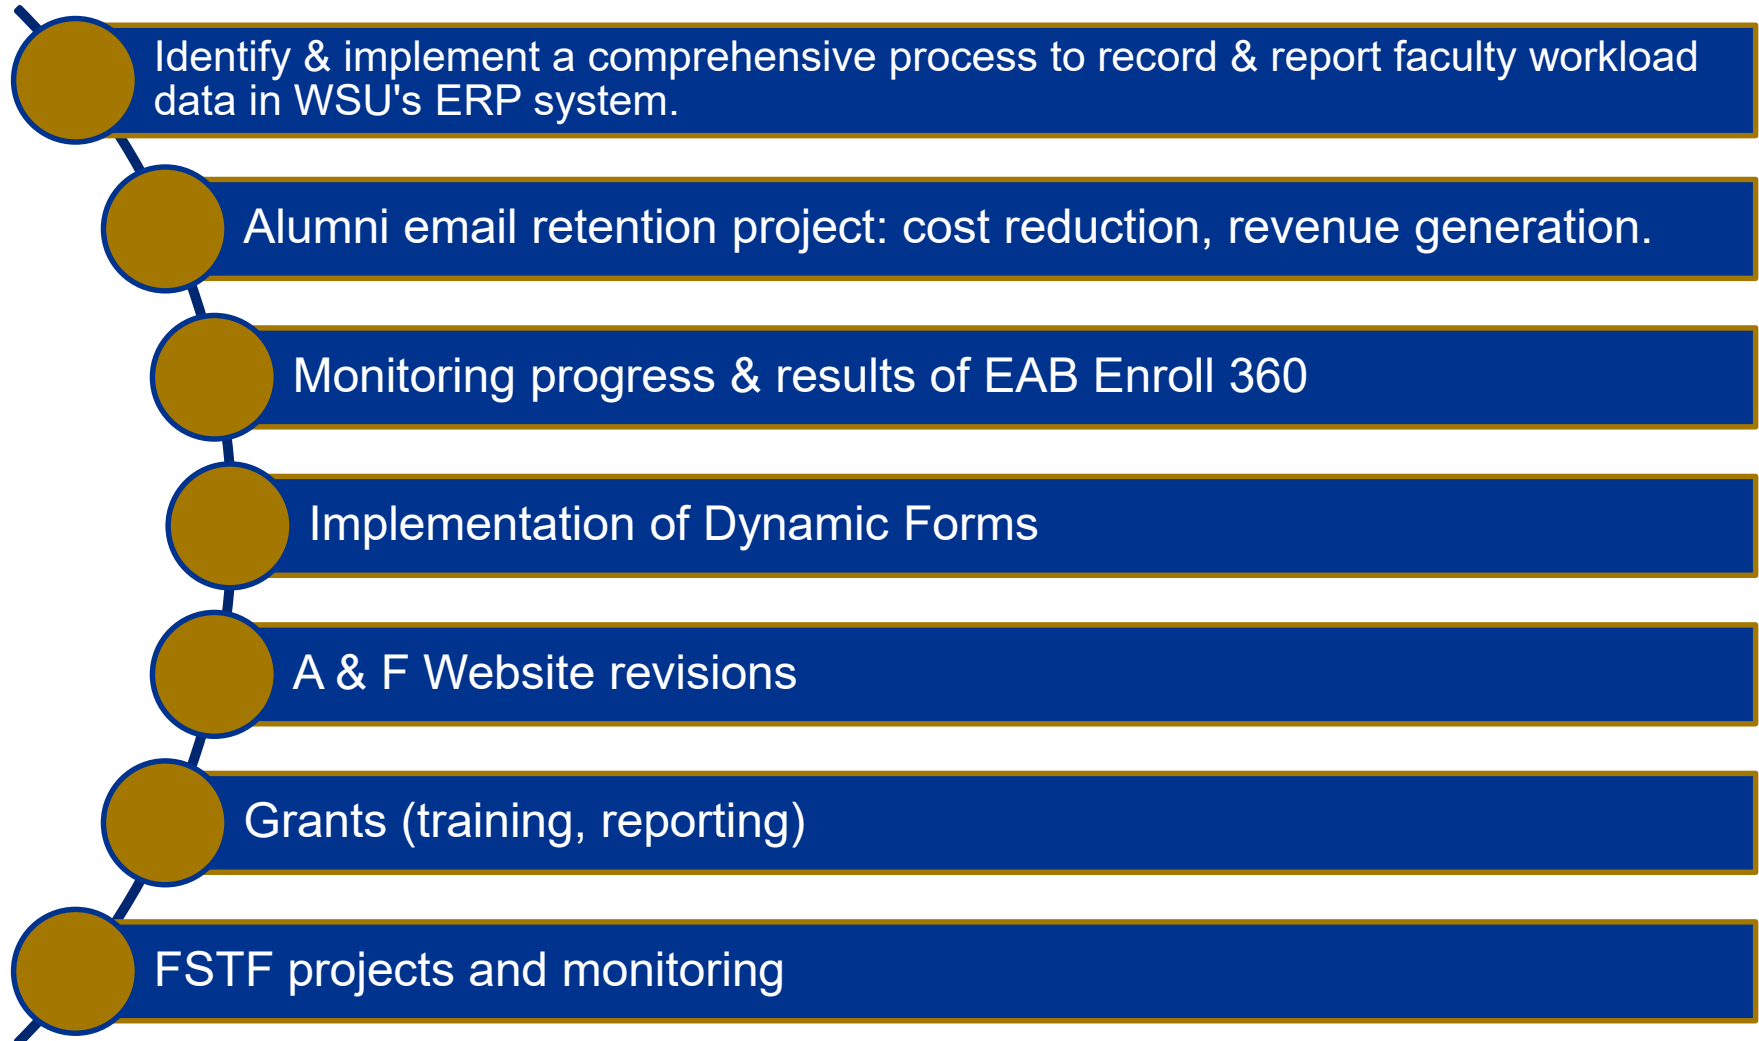 Identify & implement a comprehensive process to record & report faculty workload
data in WSU's ERP system.
Alumni email retention project: cost reduction, revenue generation.
Monitoring progress & results of EAB Enroll 360
Implementation of Dynamic Forms
A & F Website revisions
Grants (training, reporting)
FSTF projects and monitoring